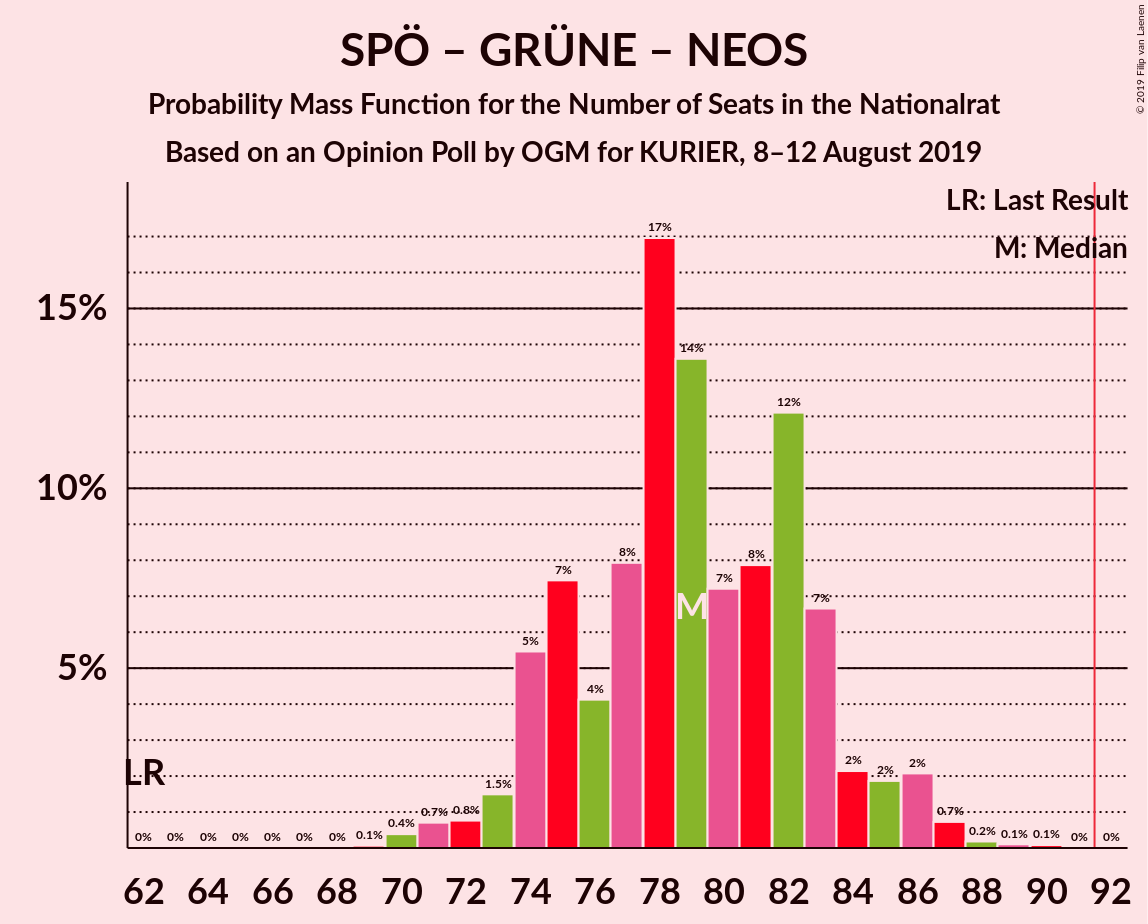 SPÖ – GRÜNE – NEOS
Probability Mass Function for the Number of Seats in the Nationalrat
Based on an Opinion Poll by OGM for KURIER, 8–12 August 2019
© 2019 Filip van Laenen
LR: Last Result
M: Median
15%
10%
5%
LR
M
0% 0% 0% 0% 0% 0% 0% 0.1% 0.4% 0.7% 0.8% 1.5% 5% 7% 4% 8% 17% 14% 7% 8% 12% 7% 2% 2% 2% 0.7% 0.2% 0.1% 0.1% 0% 0%
62 64 66 68 70 72 74 76 78 80 82 84 86 88 90 92